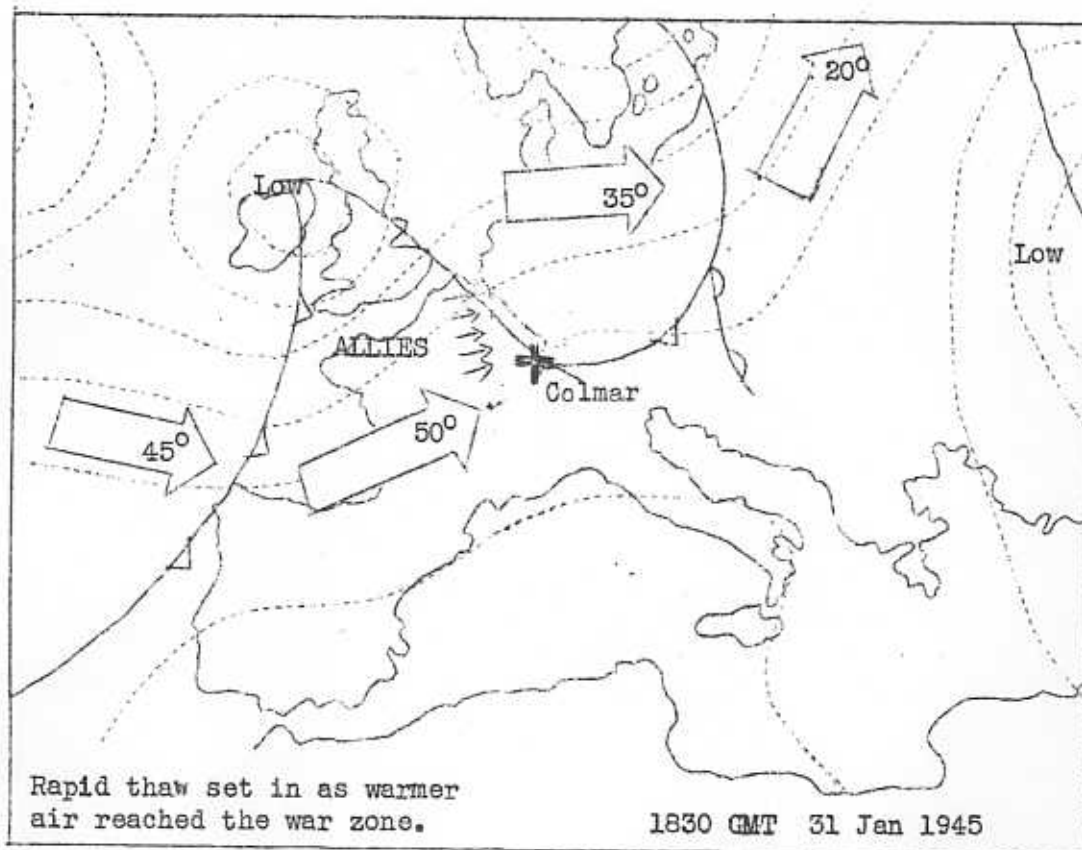 20°
Low
35°
Low
ALLIES
Colmar
45°
50°
Rapid thaw set in as warmer
air reached the war zone.
1830 GMT 31 Jan 1945